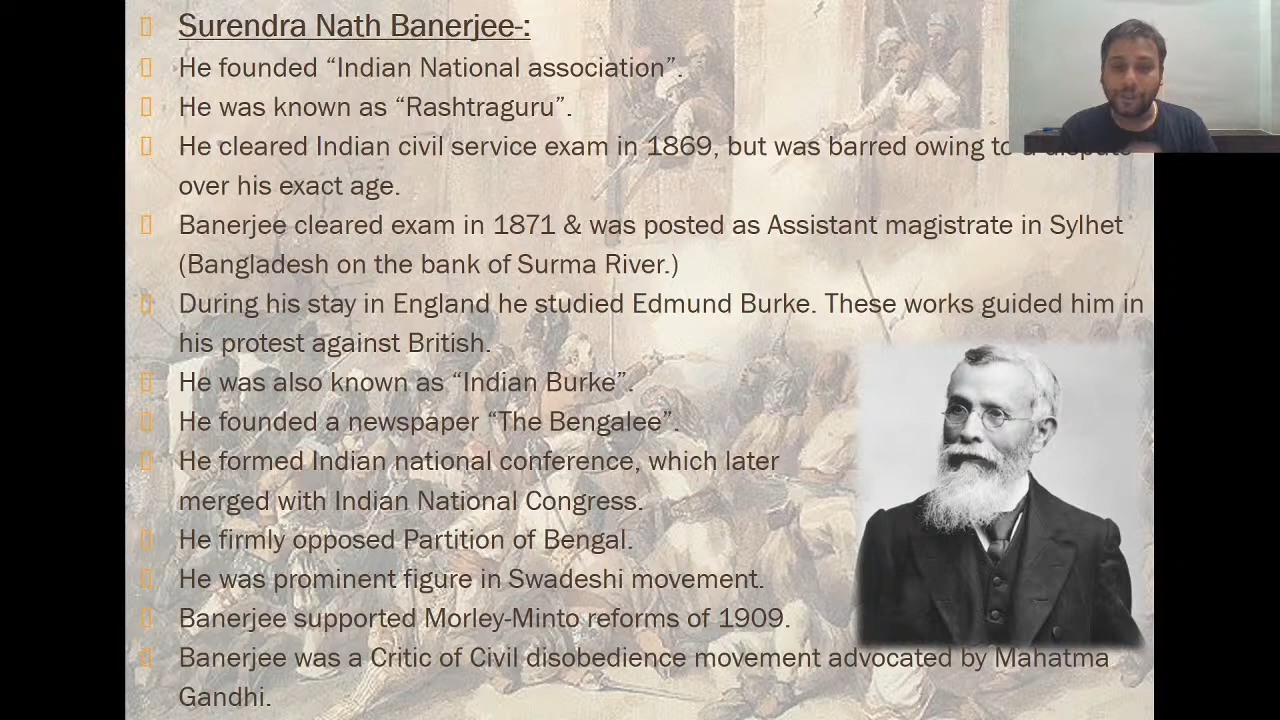 Surendra Nath Banerjee-:
He founded “Indian National association”.
He was known as “Rashtraguru”.
He cleared Indian civil service exam in 1869, but was barred owing to a dispute
over his exact age.
Banerjee cleared exam in 1871 & was posted as Assistant magistrate in Sylhet
(Bangladesh on the bank of Surma River.)
During his stay in England he studied Edmund Burke. These works guided him in
his protest against British.
He was also known as “Indian Burke”.
He founded a newspaper “The Bengalee”.
He formed Indian national conference, which later
merged with Indian National Congress.
He firmly opposed Partition of Bengal.
He was prominent figure in Swadeshi movement.
Banerjee supported Morley-Minto reforms of 1909.
Banerjee was a Critic of Civil disobedience movement advocated by Mahatma
Gandhi.